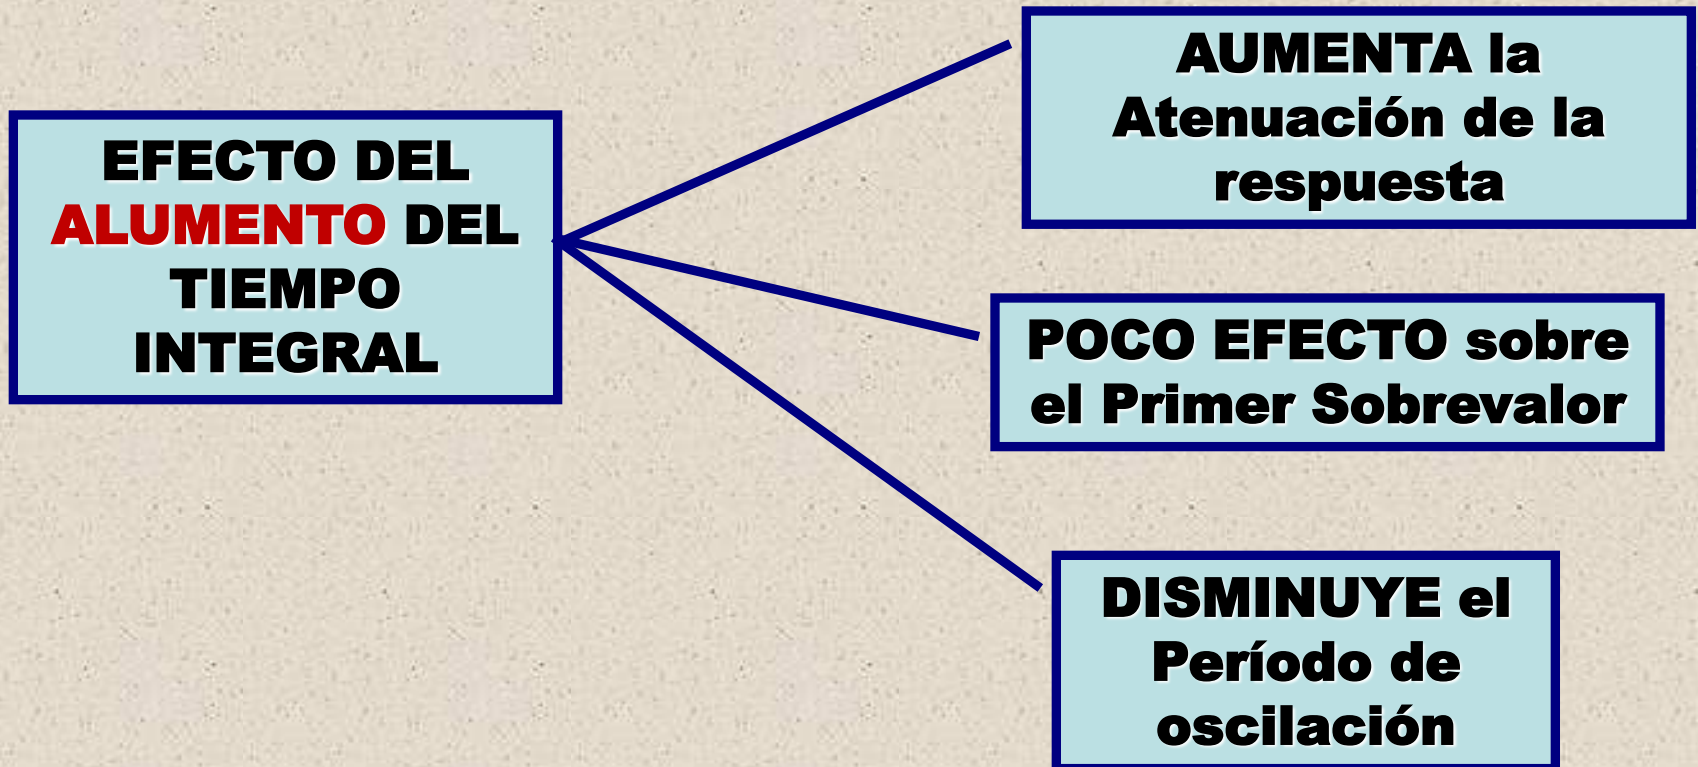 EFECTO DEL
ALUMENTO DEL
TIEMPO
INTEGRAL
AUMENTA la
Atenuación de la
respuesta
POCO EFECTO sobre
el Primer Sobrevalor
DISMINUYE el
Período de
oscilación